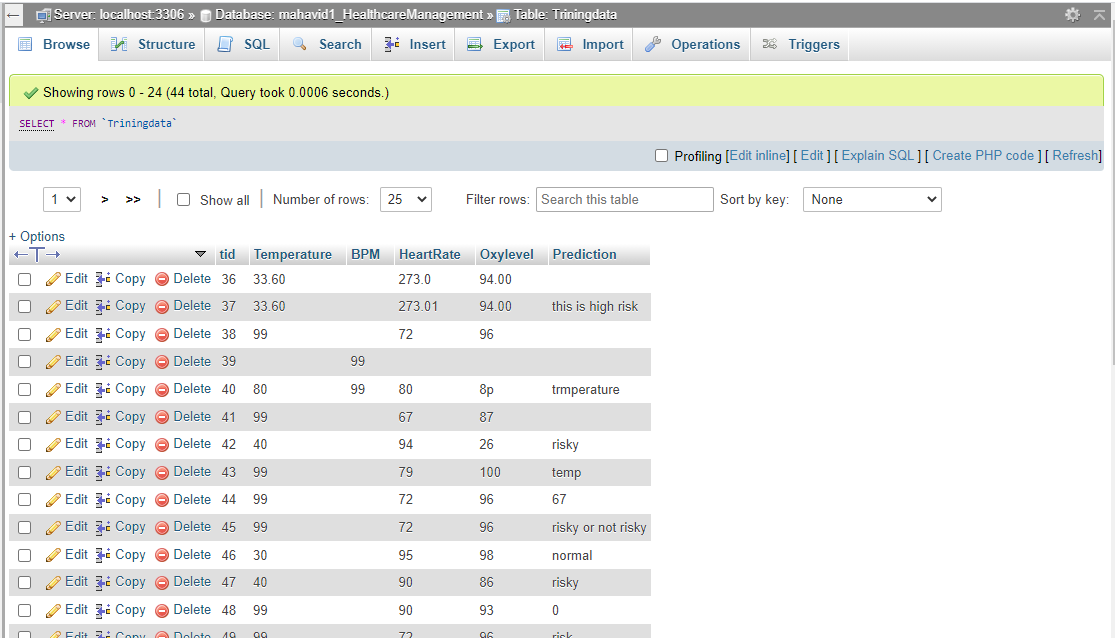 Server: localhost:3306 » Database: mahavid1_HealthcareManagement » Table: Triningdata
Browse Structure SQL Search Insert Export Import Operations Triggers
Showing rows 0 - 24 (44 total, Query took 0.0006 seconds.)
SELECT * FROM `Triningdata`
Profiling [Edit inline] [ Edit ] [ Explain SQL ] [ Create PHP code ] [ Refresh]
1 > >> Show all Number of rows: 25 Filter rows: Search this table Sort by key: None
+ Options
←T→ tid Temperature BPM HeartRate Oxylevel Prediction
Edit Copy Delete 36 33.60 273.0 94.00
Edit Copy Delete 37 33.60 273.01 94.00 this is high risk
Edit Copy Delete 38 99 72 96
Edit Copy Delete 39 99
Edit Copy Delete 40 80 99 80 8p trmperature
Edit Copy Delete 41 99 67 87
Edit Copy Delete 42 40 94 26 risky
Edit Copy Delete 43 99 79 100 temp
Edit Copy Delete 44 99 72 96 67
Edit Copy Delete 45 99 72 96 risky or not risky
Edit Copy Delete 46 30 95 98 normal
Edit Copy Delete 47 40 90 86 risky
Edit Copy Delete 48 99 90 93 0
Edit Copy Delete 49 99 72 96 risk